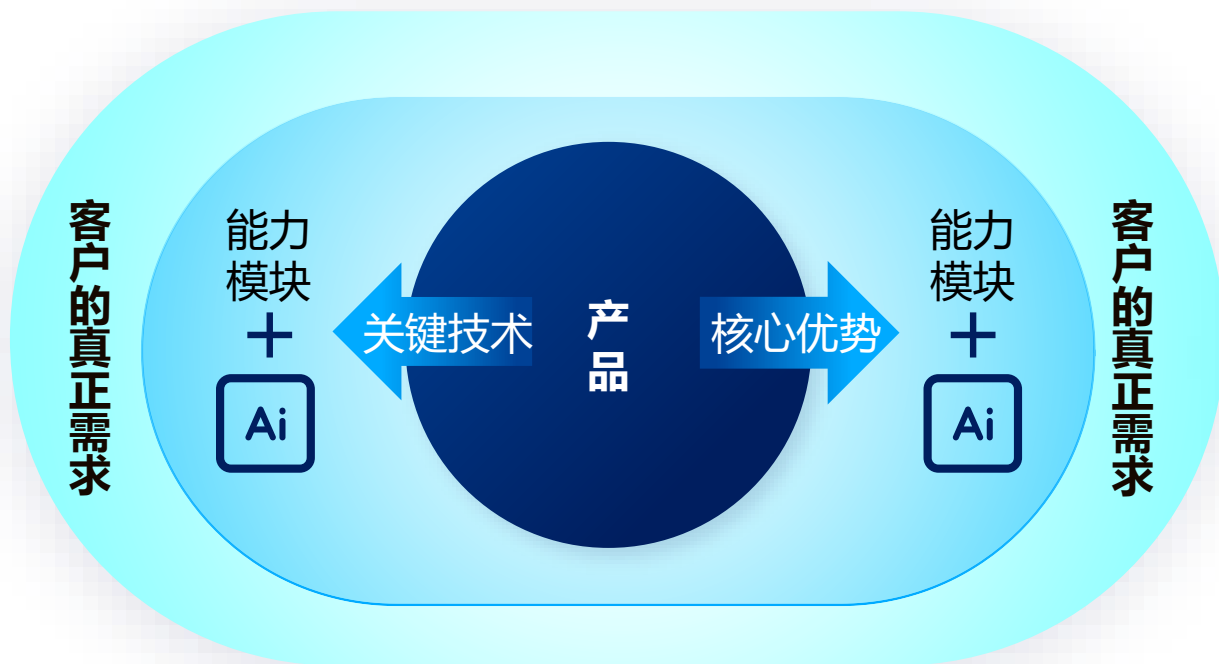 客户的真正需求
能力
模块
+
Ai
关键技术
产
品
核心优势
能力
模块
+
Ai
客户的真正需求